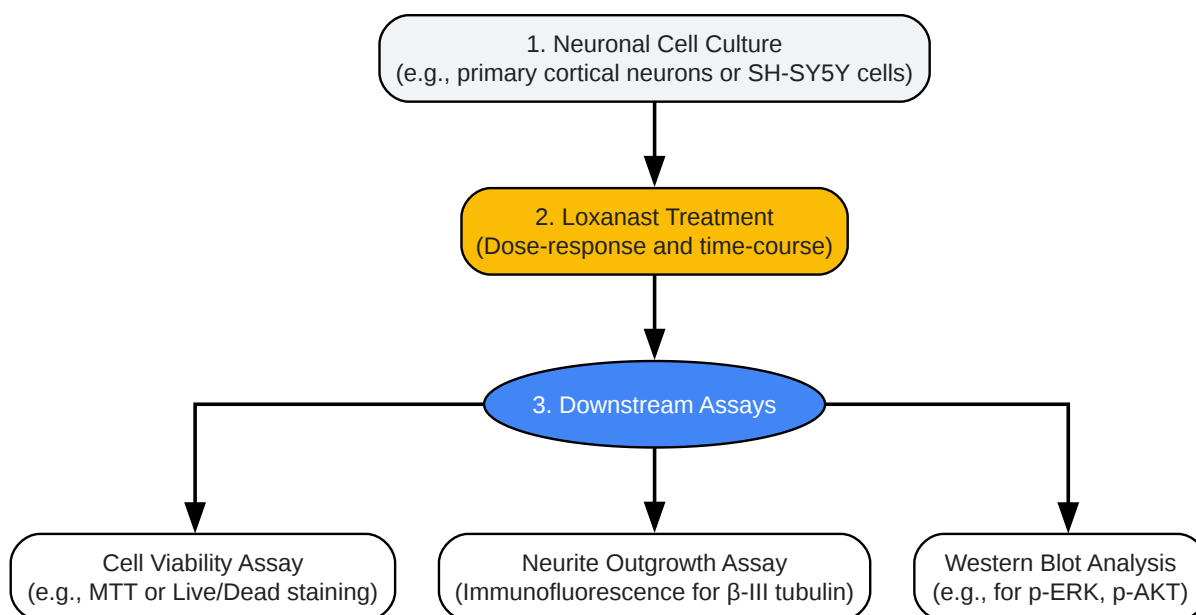 1. Neuronal Cell Culture
(e.g., primary cortical neurons or SH-SY5Y cells)
2. Loxanast Treatment
(Dose-response and time-course)
3. Downstream Assays
Cell Viability Assay
(e.g., MTT or Live/Dead staining)
Neurite Outgrowth Assay
(Immunofluorescence for β-III tubulin)
Western Blot Analysis
(e.g., for p-ERK, p-AKT)